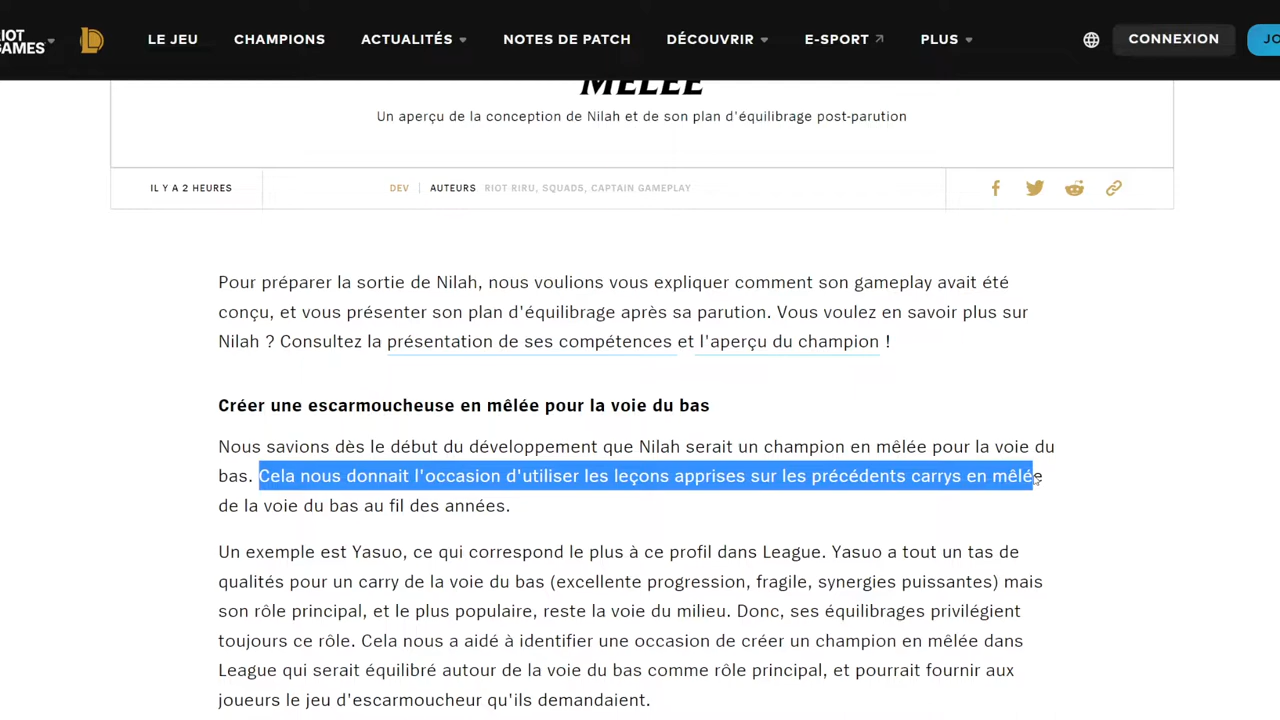 RIOT GAMES
LE JEU
CHAMPIONS
ACTUALITÉS
NOTES DE PATCH
DÉCOUVRIR
E-SPORT
PLUS
CONNEXION
JO
MÊLÉE
Un aperçu de la conception de Nilah et de son plan d'équilibrage post-parution
IL Y A 2 HEURES
DEV
AUTEURS RIOT RIRU, SQUADS, CAPTAIN GAMEPLAY
Pour préparer la sortie de Nilah, nous voulions vous expliquer comment son gameplay avait été
conçu, et vous présenter son plan d'équilibrage après sa parution. Vous voulez en savoir plus sur
Nilah ? Consultez la présentation de ses compétences et l'aperçu du champion !
Créer une escarmoucheuse en mêlée pour la voie du bas
Nous savions dès le début du développement que Nilah serait un champion en mêlée pour la voie du
bas. Cela nous donnait l'occasion d'utiliser les leçons apprises sur les précédents carrys en mêlée
de la voie du bas au fil des années.
Un exemple est Yasuo, ce qui correspond le plus à ce profil dans League. Yasuo a tout un tas de
qualités pour un carry de la voie du bas (excellente progression, fragile, synergies puissantes) mais
son rôle principal, et le plus populaire, reste la voie du milieu. Donc, ses équilibrages privilégient
toujours ce rôle. Cela nous a aidé à identifier une occasion de créer un champion en mêlée dans
League qui serait équilibré autour de la voie du bas comme rôle principal, et pourrait fournir aux
joueurs le jeu d'escarmoucheur qu'ils demandaient.